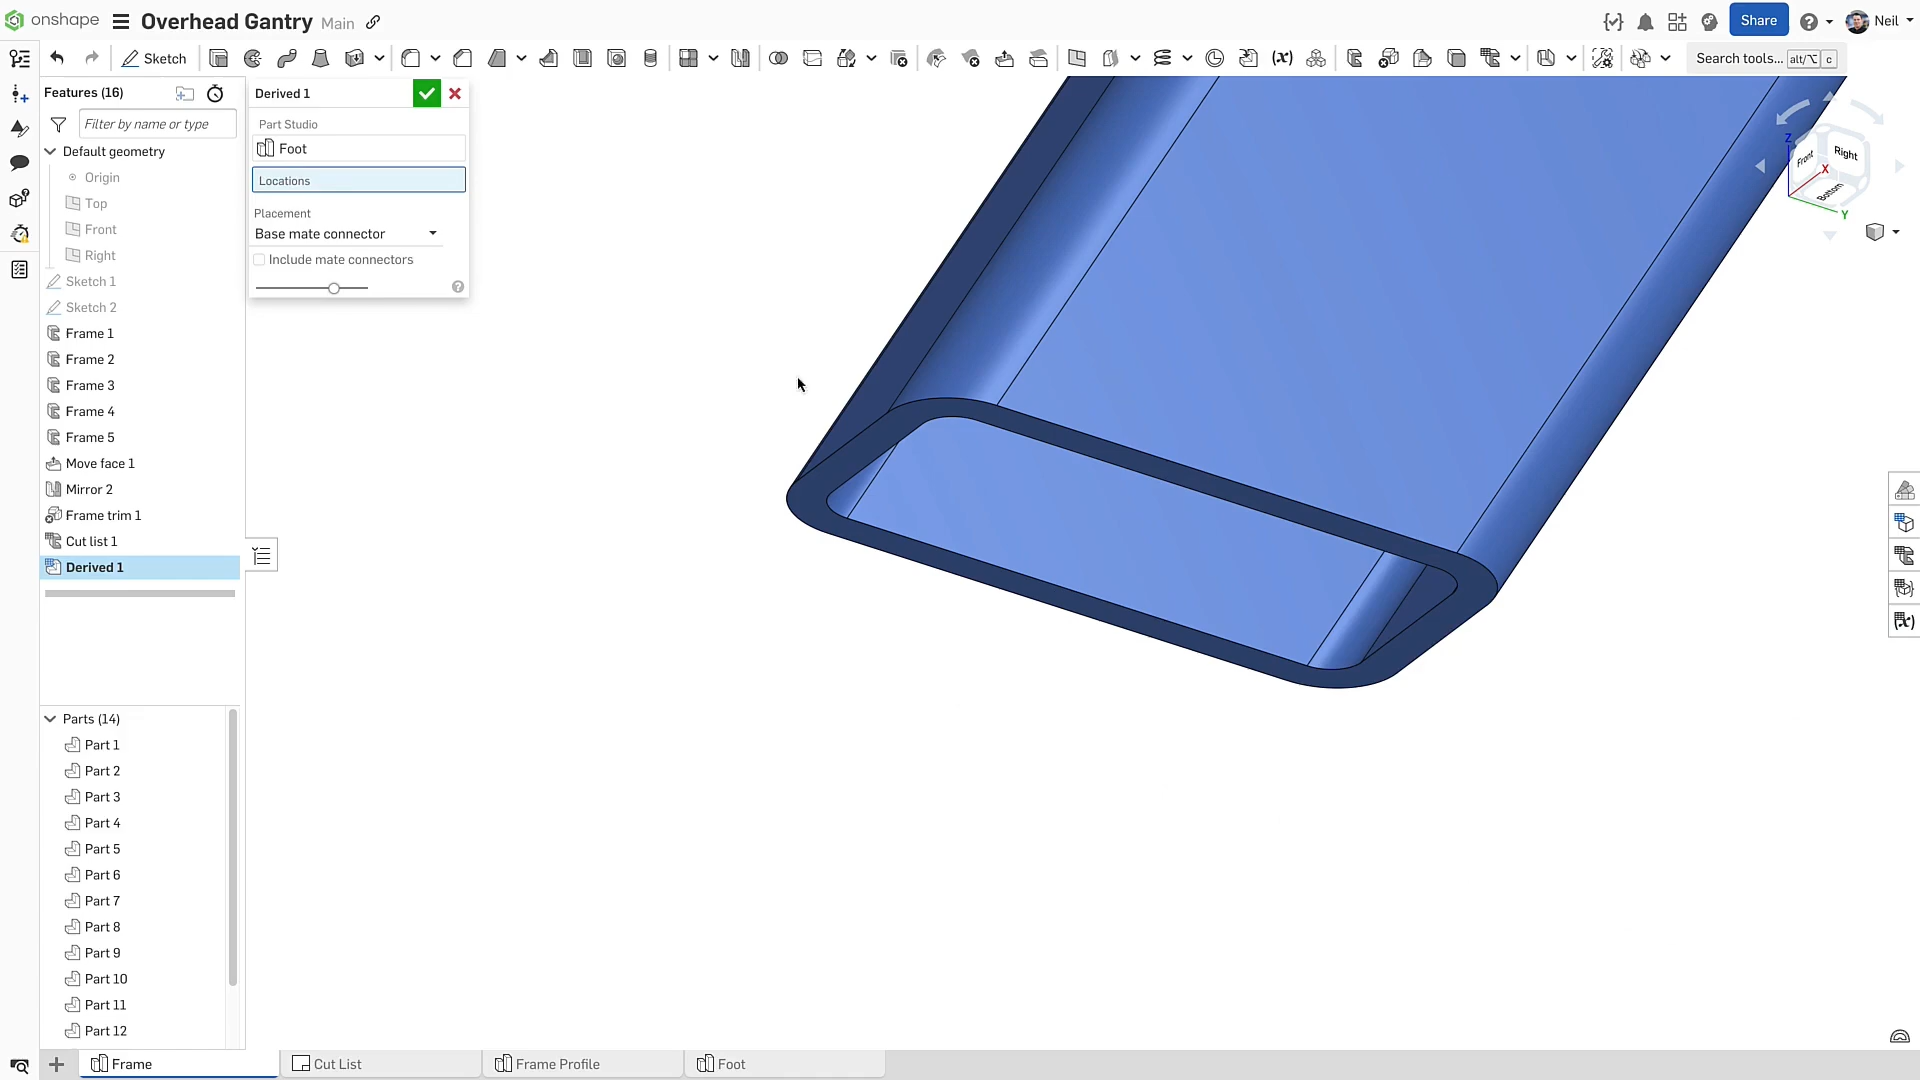 onshape
Overhead Gantry Main
Share
Neil
Sketch
Search tools... alt/⌥ c
Features (16)
Filter by name or type
Default geometry
Origin
Top
Front
Right
Sketch 1
Sketch 2
Frame 1
Frame 2
Frame 3
Frame 4
Frame 5
Move face 1
Mirror 2
Frame trim 1
Cut list 1
Derived 1
Parts (14)
Part 1
Part 2
Part 3
Part 4
Part 5
Part 6
Part 7
Part 8
Part 9
Part 10
Part 11
Part 12
Derived 1
Part Studio
Foot
Locations
Placement
Base mate connector
Include mate connectors
Z
Front
Right
X
Bottom
Y
Frame
Cut List
Frame Profile
Foot